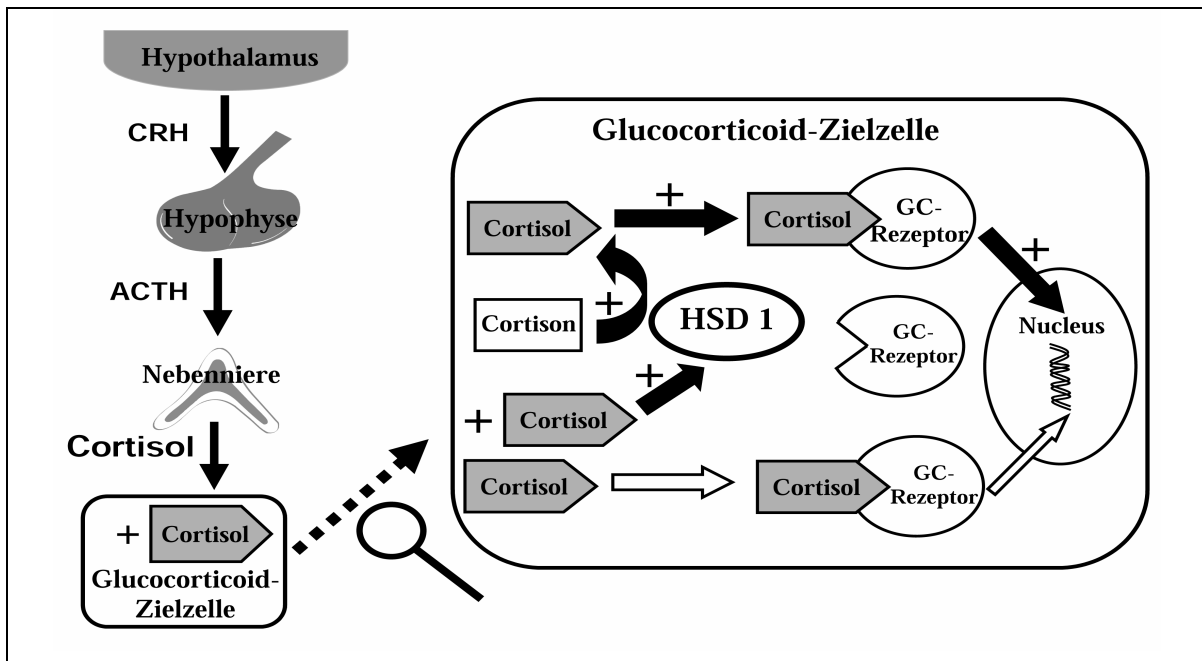 Hypothalamus
CRH
Hypophyse
ACTH
Nebenniere
Cortisol
+ Cortisol
Glucocorticoid-
Zielzelle
Glucocorticoid-Zielzelle
Cortisol
+
Cortisol
GC-
Rezeptor
+
Cortison
+
HSD 1
GC-
Rezeptor
Nucleus
+
+ Cortisol
Cortisol
Cortisol
GC-
Rezeptor